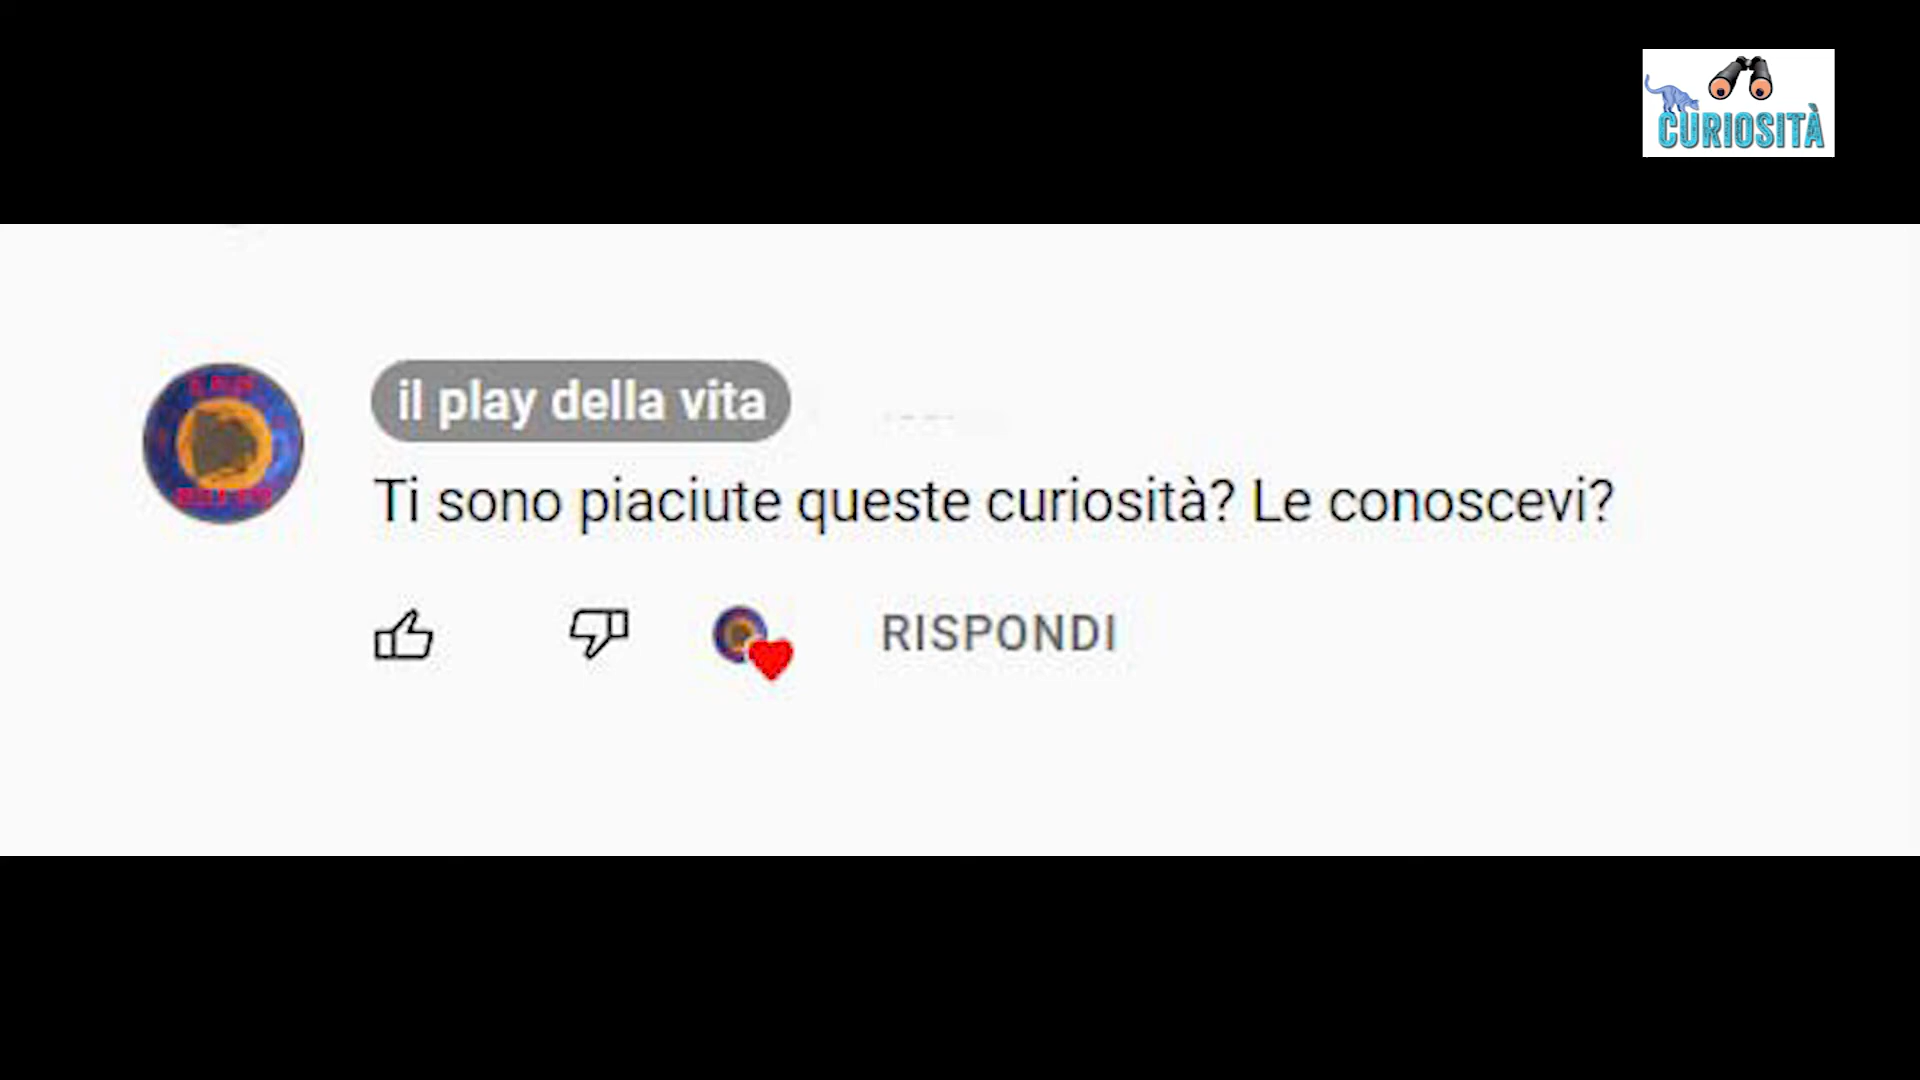 CURIOSITÀ
il play della vita
Ti sono piaciute queste curiosità? Le conoscevi?
RISPONDI